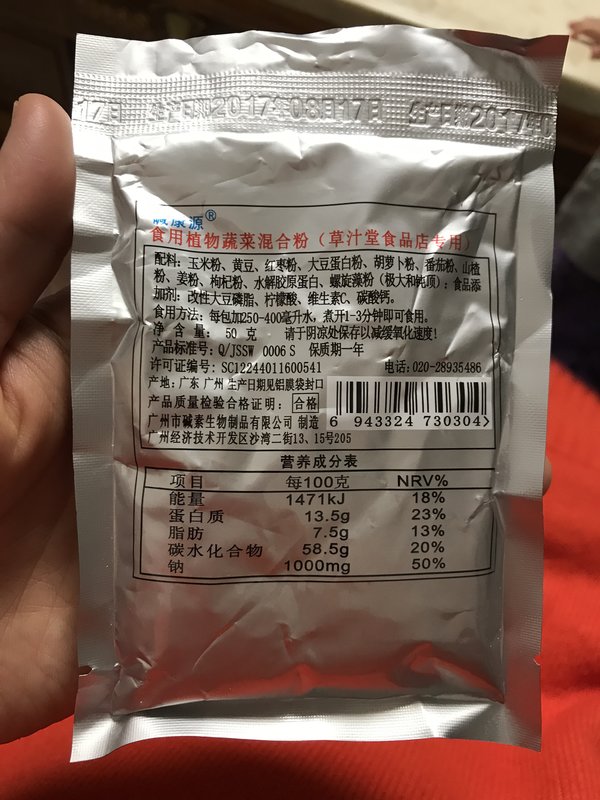 17日 生产日期2017年08月17日 生产日期2017年0
碱康源®
食用植物蔬菜混合粉（草汁堂食品店专用）
配料：玉米粉、黄豆、红枣粉、大豆蛋白粉、胡萝卜粉、番茄粉、山楂
粉、姜粉、枸杞粉、水解胶原蛋白、螺旋藻粉（极大和钝顶）；食品添
加剂：改性大豆磷脂、柠檬酸、维生素C、碳酸钙。
食用方法：每包加250-400毫升水，煮开1-3分钟即可食用。
净 含 量： 50 克 请于阴凉处保存以减缓氧化速度！
产品标准号：Q/JSSW 0006 S 保质期一年
许可证编号：SC12244011600541 电话：020-28935486
产地：广东 广州 生产日期见铝膜袋封口
产品质量检验合格证明：合格
广州市碱素生物制品有限公司 制造
广州经济技术开发区沙湾二街13、15号205
6 943324 730304>
营养成分表
项目 每100克 NRV%
能量 1471kJ 18%
蛋白质 13.5g 23%
脂肪 7.5g 13%
碳水化合物 58.5g 20%
钠 1000mg 50%